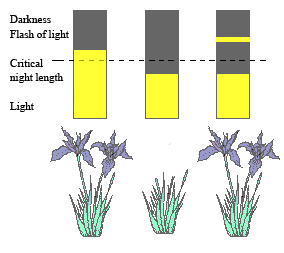 Darkness
Flash of light
Critical
night length
Light